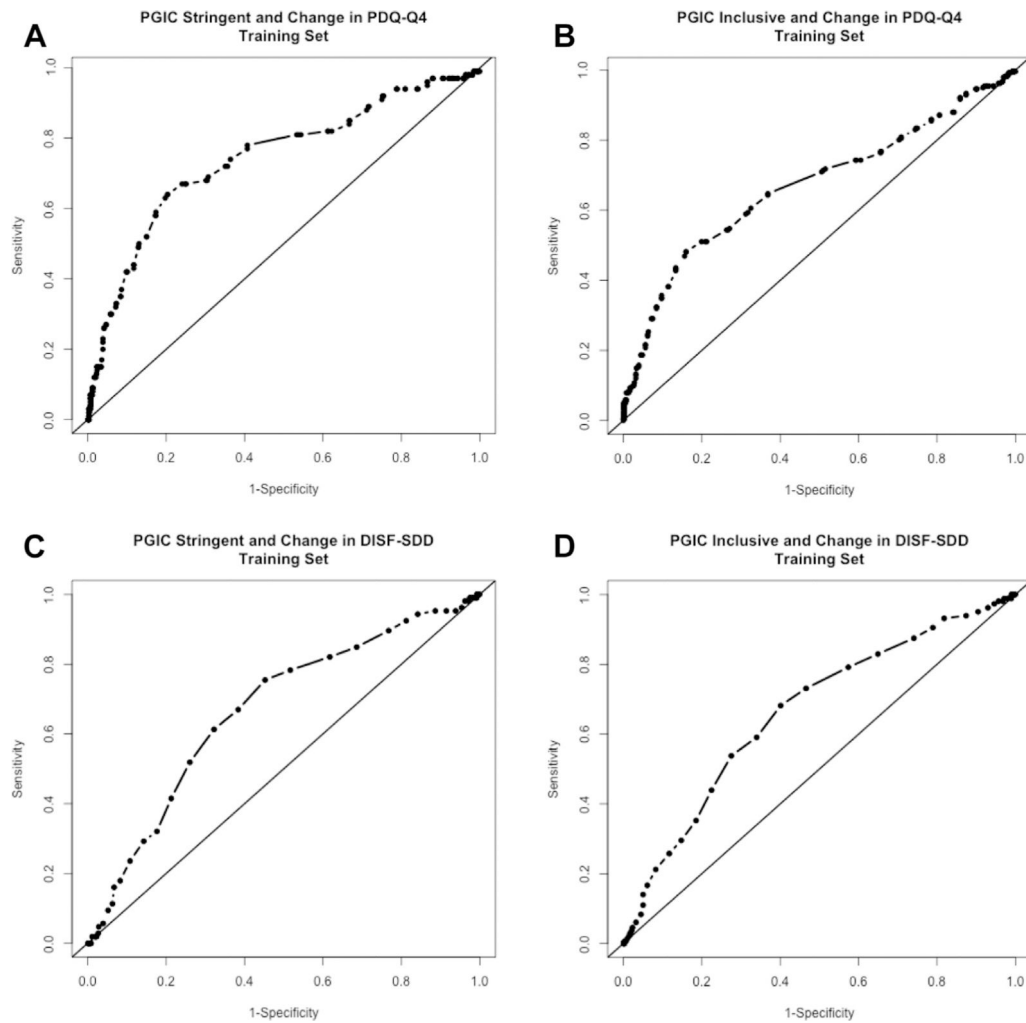 A
PGIC Stringent and Change in PDQ-Q4
Training Set
Sensitivity
1.0
0.8
0.6
0.4
0.2
0.0
0.0 0.2 0.4 0.6 0.8 1.0
1-Specificity
B
PGIC Inclusive and Change in PDQ-Q4
Training Set
Sensitivity
1.0
0.8
0.6
0.4
0.2
0.0
0.0 0.2 0.4 0.6 0.8 1.0
1-Specificity
C
PGIC Stringent and Change in DISF-SDD
Training Set
Sensitivity
1.0
0.8
0.6
0.4
0.2
0.0
0.0 0.2 0.4 0.6 0.8 1.0
1-Specificity
D
PGIC Inclusive and Change in DISF-SDD
Training Set
Sensitivity
1.0
0.8
0.6
0.4
0.2
0.0
0.0 0.2 0.4 0.6 0.8 1.0
1-Specificity